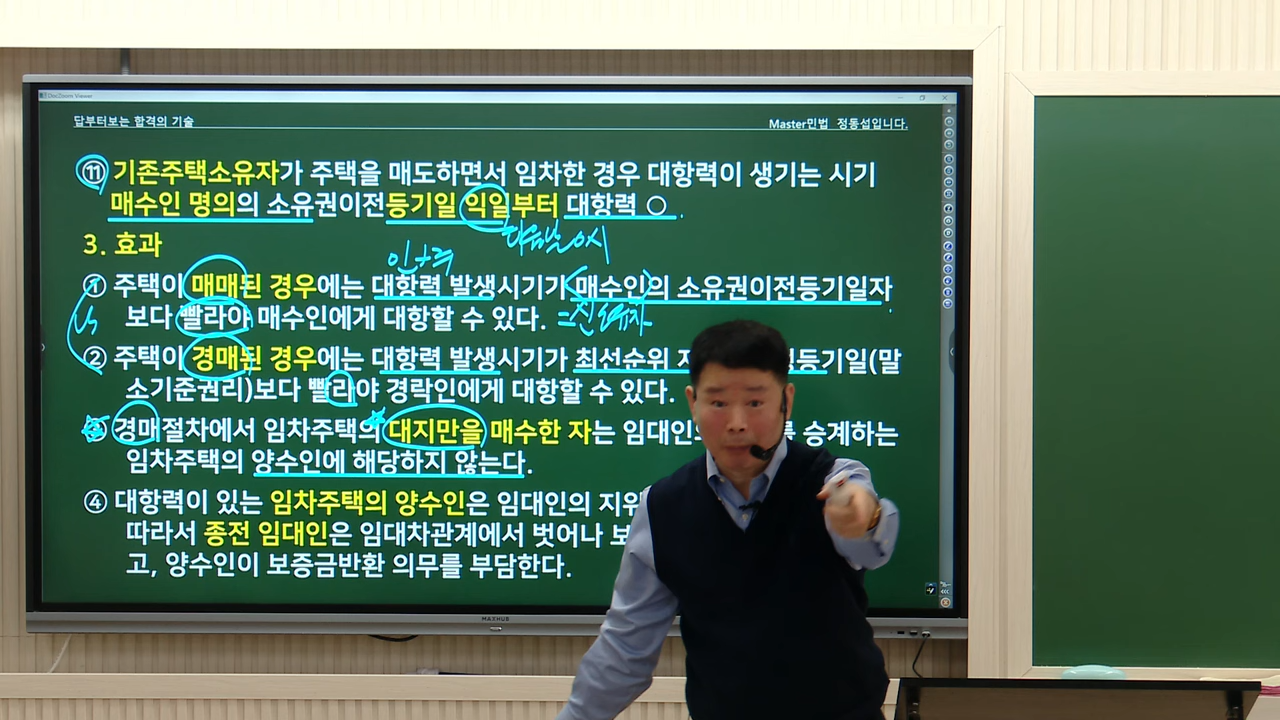 DocZoom Viewer
답부터보는 합격의 기술
Master민법 정동섭입니다.
⑪ 기존주택소유자가 주택을 매도하면서 임차한 경우 대항력이 생기는 시기
매수인 명의의 소유권이전등기일 익일부터 대항력 ○
다음날 0시
3. 효과
인+주
① 주택이 매매된 경우에는 대항력 발생시기가 매수인의 소유권이전등기일자
보다 빨라야 매수인에게 대항할 수 있다.
② 주택이 경매된 경우에는 대항력 발생시기가 최선순위 등기일(말
소기준권리)보다 빨라야 경락인에게 대항할 수 있다.
경매절차에서 임차주택의 대지만을 매수한 자는 승계하는
임차주택의 양수인에 해당하지 않는다.
④ 대항력이 있는 임차주택의 양수인은 임대인의
따라서 종전 임대인은 임대차관계에서 벗어나
고, 양수인이 보증금반환 의무를 부담한다.
MAXHUB